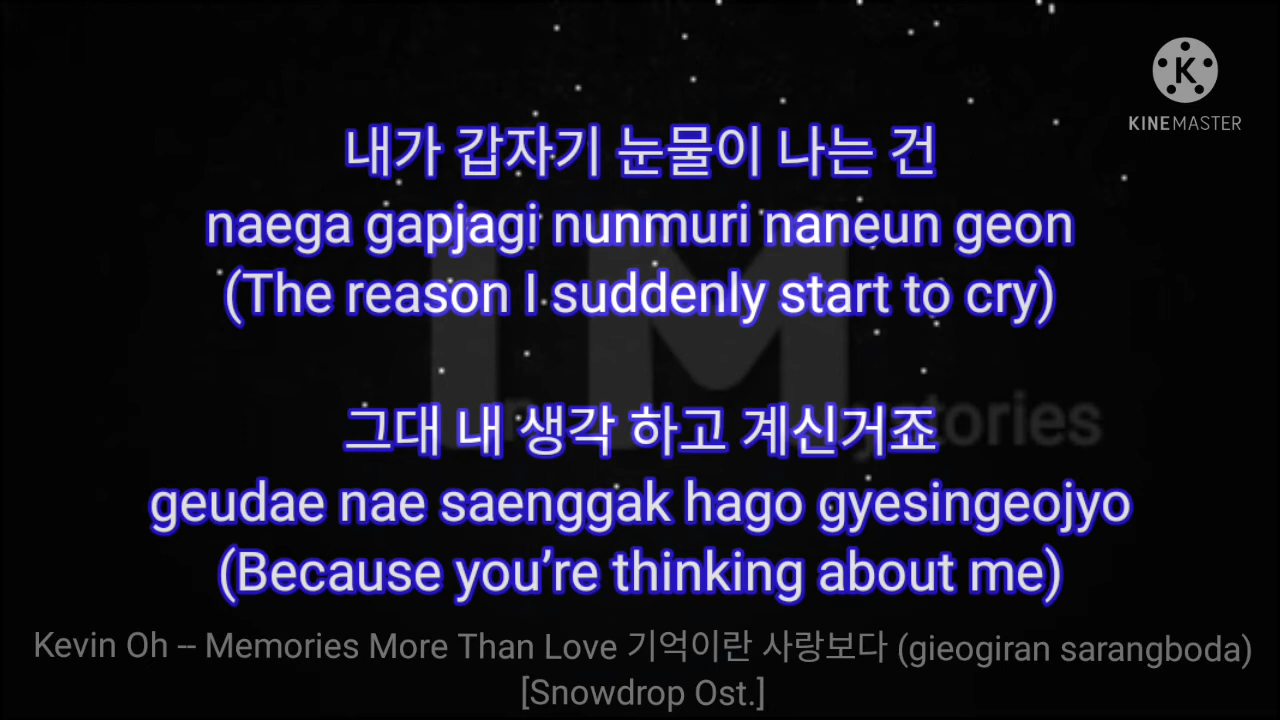 KINEMASTER
내가 갑자기 눈물이 나는 건
naega gapjagi nunmuri naneun geon
(The reason I suddenly start to cry)
그대 내 생각 하고 계신거죠
geudae nae saenggak hago gyesingeojyo
(Because you’re thinking about me)
Kevin Oh -- Memories More Than Love 기억이란 사랑보다 (gieogiran sarangboda)
[Snowdrop Ost.]